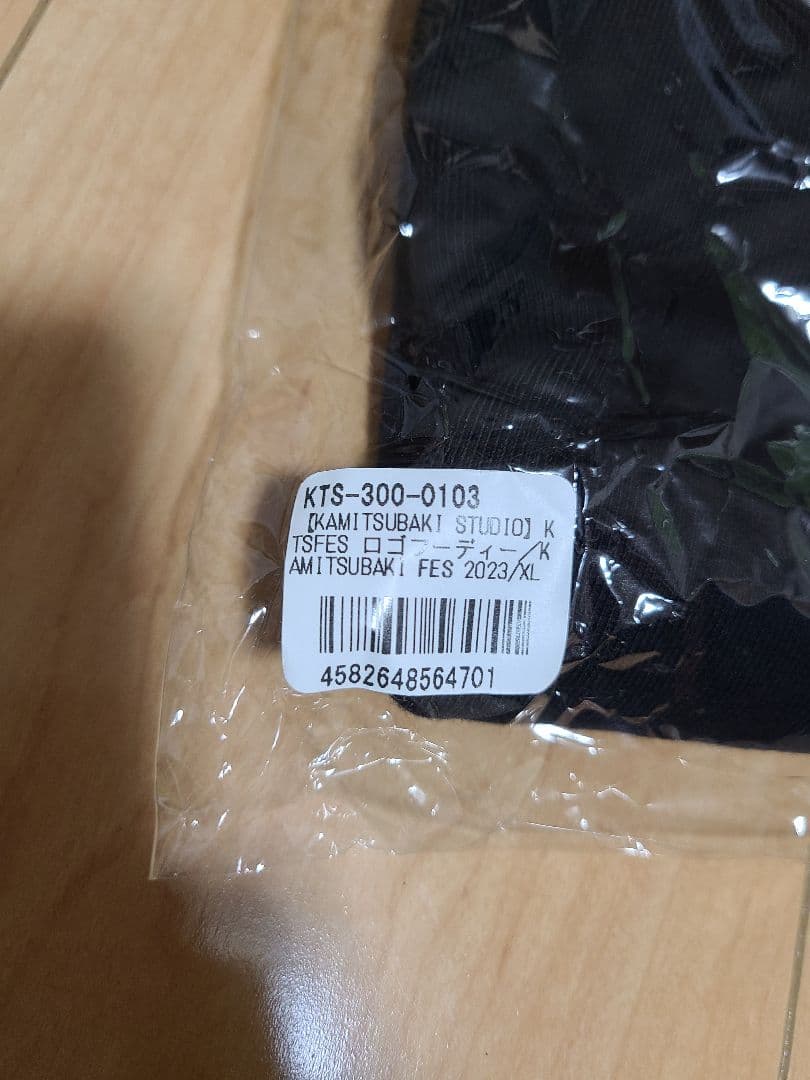 KTS-300-0103
【KAMITSUBAKI STUDIO】K
TSFES ロゴフーディー/K
AMITSUBAKI FES 2023/XL
4582648564701